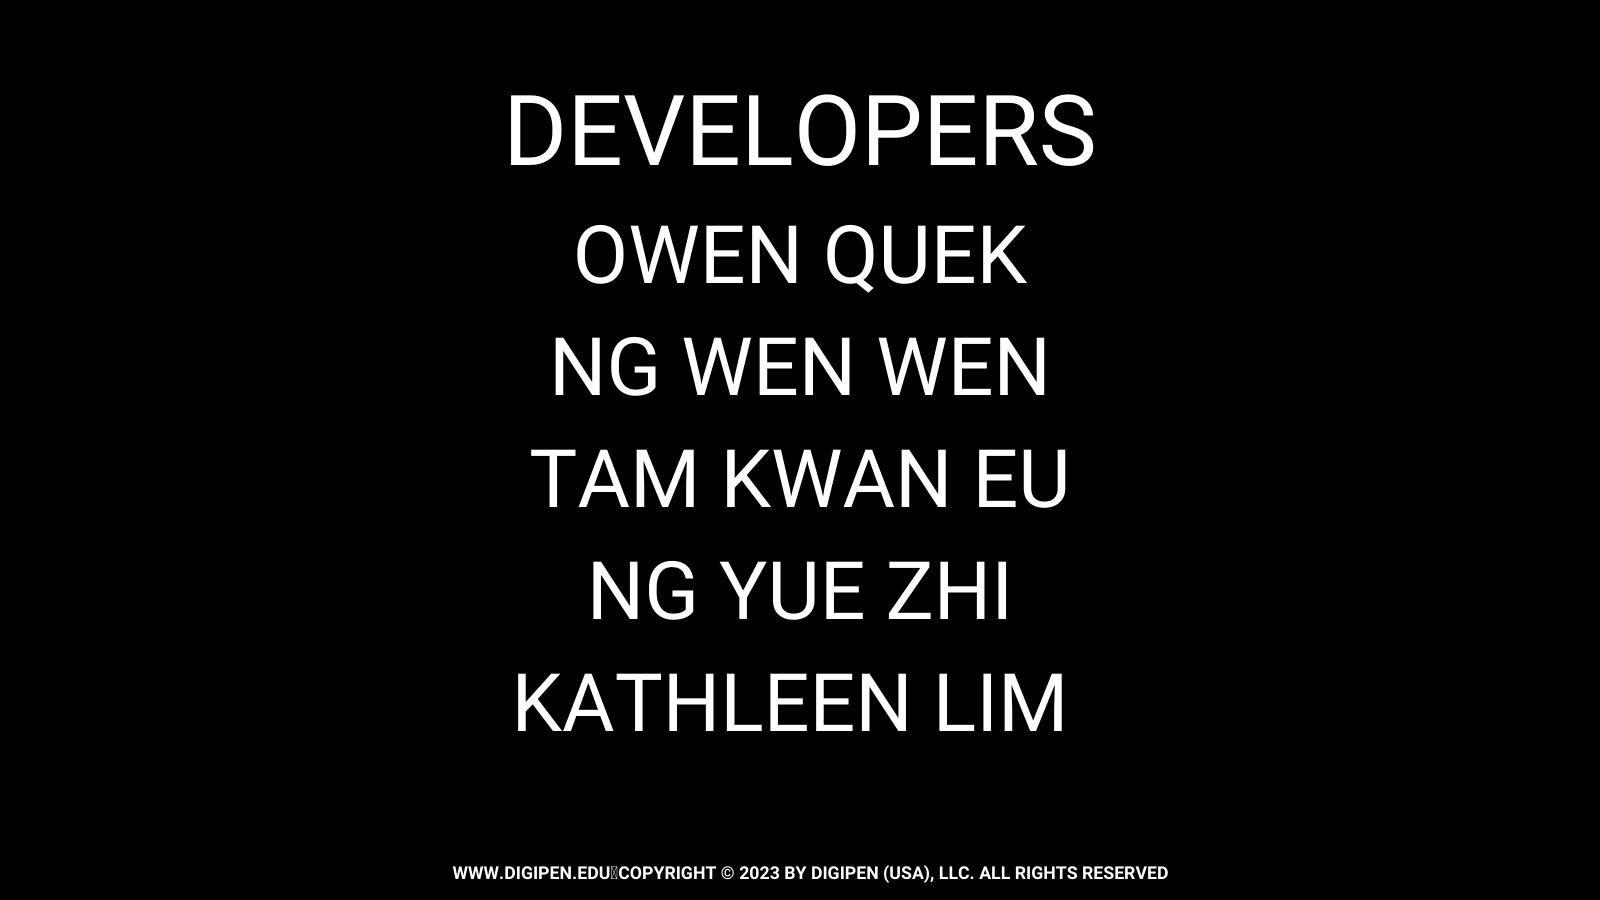 DEVELOPERS
OWEN QUEK
NG WEN WEN
TAM KWAN EU
NG YUE ZHI
KATHLEEN LIM
WWW.DIGIPEN.EDU▯COPYRIGHT © 2023 BY DIGIPEN (USA), LLC. ALL RIGHTS RESERVED